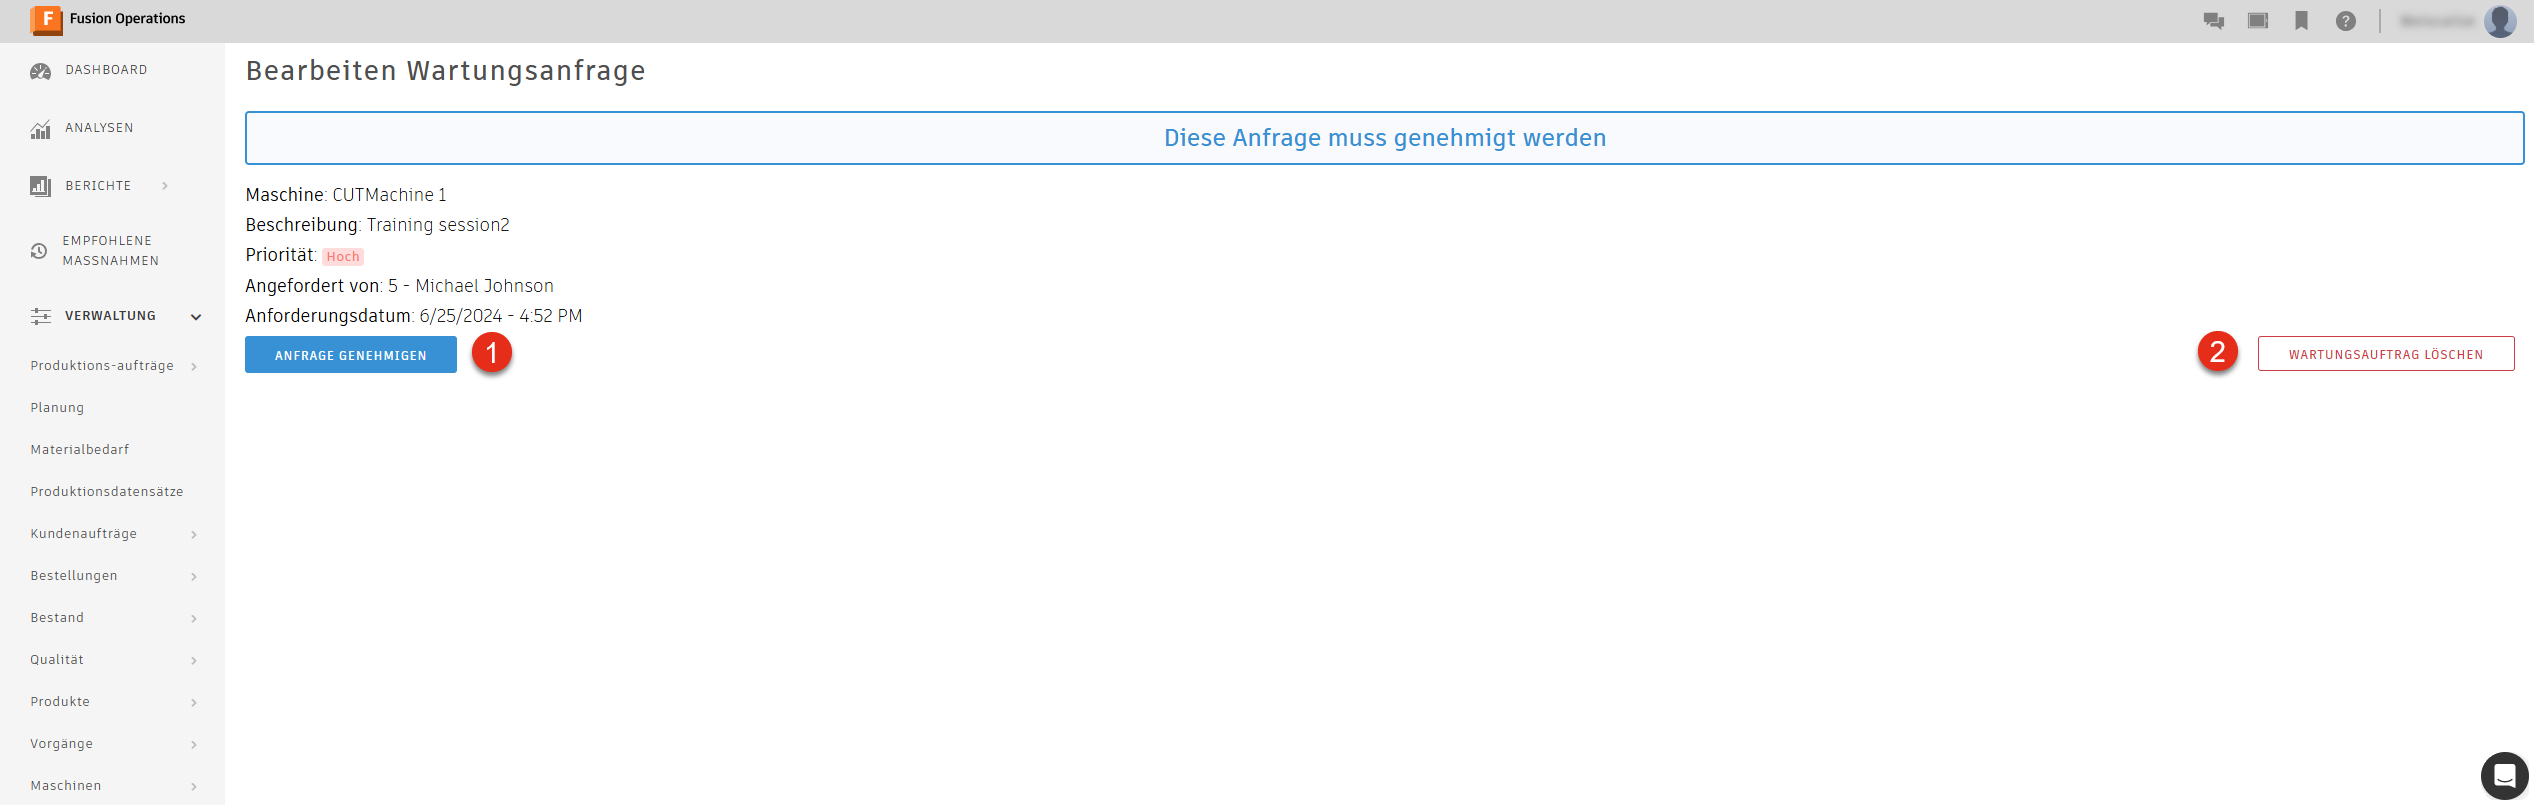 F Fusion Operations
DASHBOARD
ANALYSEN
BERICHTE
EMPFOHLENE
MASSNAHMEN
VERWALTUNG
Produktions-aufträge
Planung
Materialbedarf
Produktionsdatensätze
Kundenaufträge
Bestellungen
Bestand
Qualität
Produkte
Vorgänge
Maschinen
Bearbeiten Wartungsanfrage
Diese Anfrage muss genehmigt werden
Maschine: CUTMachine 1
Beschreibung: Training session2
Priorität: Hoch
Angefordert von: 5 - Michael Johnson
Anforderungsdatum: 6/25/2024 - 4:52 PM
ANFRAGE GENEHMIGEN 1
2 WARTUNGSAUFTRAG LÖSCHEN